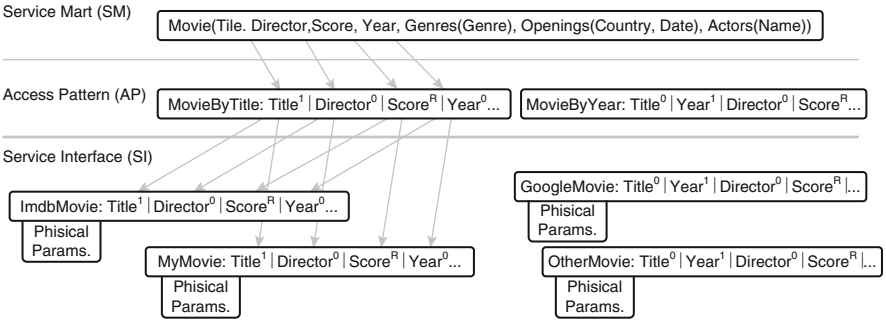 Service Mart (SM)
Movie(Tile. Director,Score, Year, Genres(Genre), Openings(Country, Date), Actors(Name))
Access Pattern (AP)
MovieByTitle: Title¹ | Director⁰ | Scoreᴿ | Year⁰...
MovieByYear: Title⁰ | Year¹ | Director⁰ | Scoreᴿ...
Service Interface (SI)
ImdbMovie: Title¹ | Director⁰ | Scoreᴿ | Year⁰...
Phisical
Params.
GoogleMovie: Title⁰ | Year¹ | Director⁰ | Scoreᴿ |...
Phisical
Params.
MyMovie: Title¹ | Director⁰ | Scoreᴿ | Year⁰...
Phisical
Params.
OtherMovie: Title⁰ | Year¹ | Director⁰ | Scoreᴿ |...
Phisical
Params.